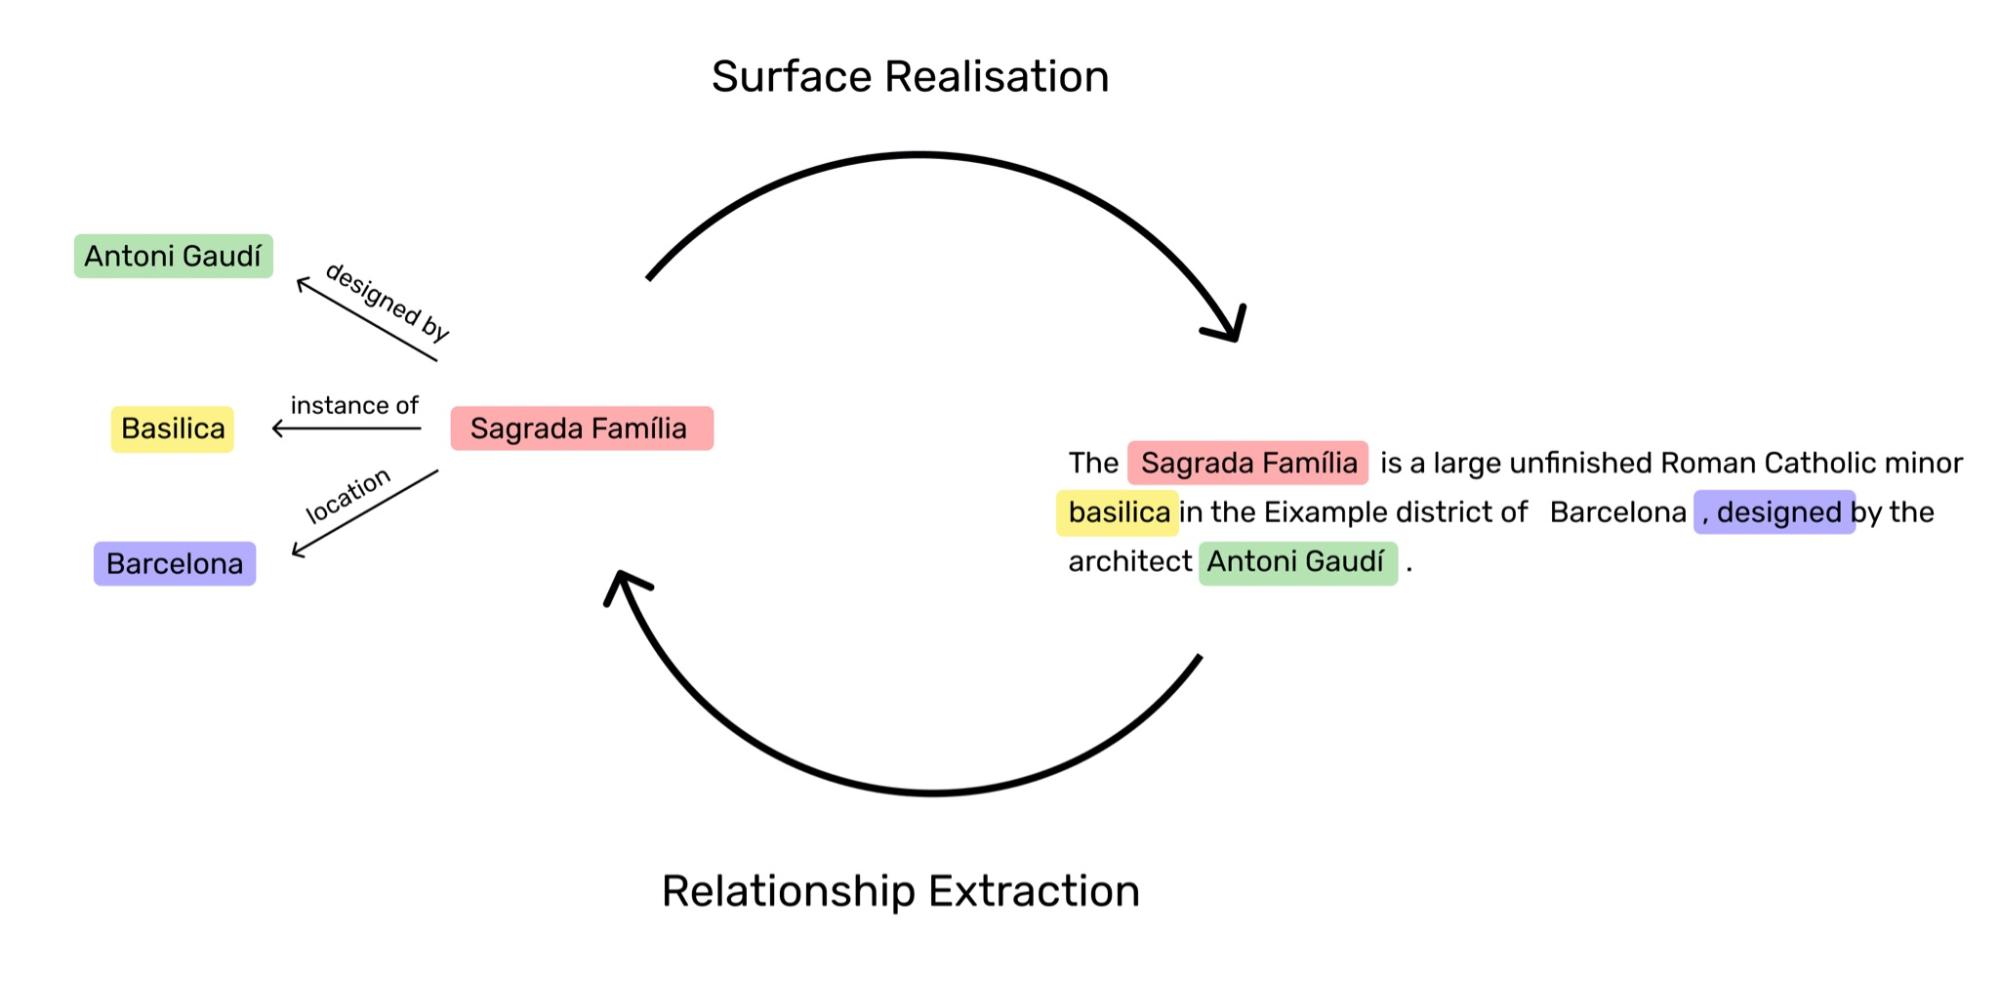 Surface Realisation
Antoni Gaudí
designed by
instance of
Basilica
Sagrada Família
location
Barcelona
The Sagrada Família is a large unfinished Roman Catholic minor
basilica in the Eixample district of Barcelona , designed by the
architect Antoni Gaudí .
Relationship Extraction